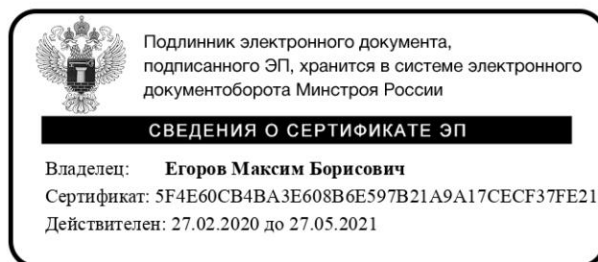 Подлинник электронного документа,
подписанного ЭП, хранится в системе электронного
документоборота Минстроя России
СВЕДЕНИЯ О СЕРТИФИКАТЕ ЭП
Владелец: Егоров Максим Борисович
Сертификат: 5F4E60CB4BA3E608B6E597B21A9A17CECF37FE21
Действителен: 27.02.2020 до 27.05.2021